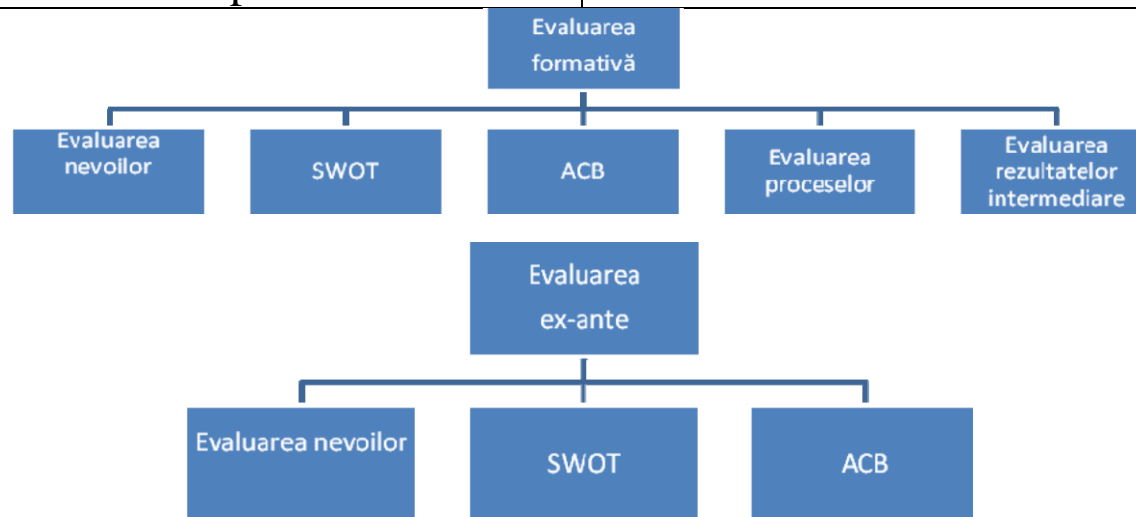 Evaluarea
formativă
Evaluarea
nevoilor
SWOT
ACB
Evaluarea
proceselor
Evaluarea
rezultatelor
intermediare
Evaluarea
ex-ante
Evaluarea nevoilor
SWOT
ACB